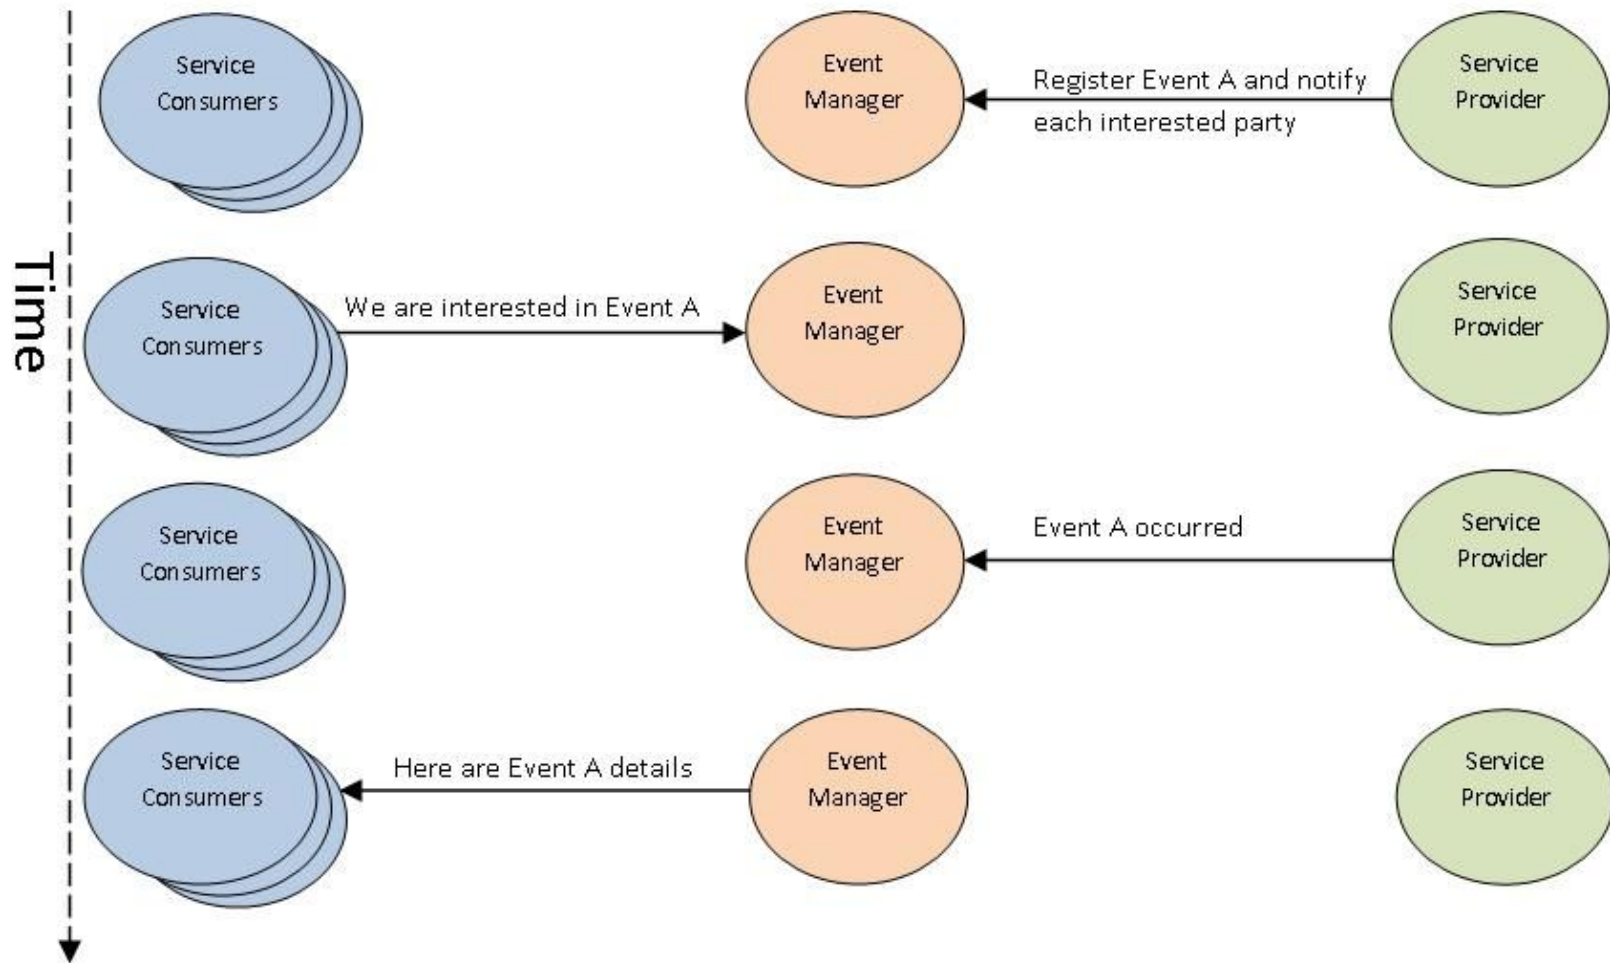 Time
Service
Consumers
Event
Manager
Register Event A and notify
each interested party
Service
Provider
Service
Consumers
We are interested in Event A
Event
Manager
Service
Provider
Service
Consumers
Event
Manager
Event A occurred
Service
Provider
Service
Consumers
Here are Event A details
Event
Manager
Service
Provider